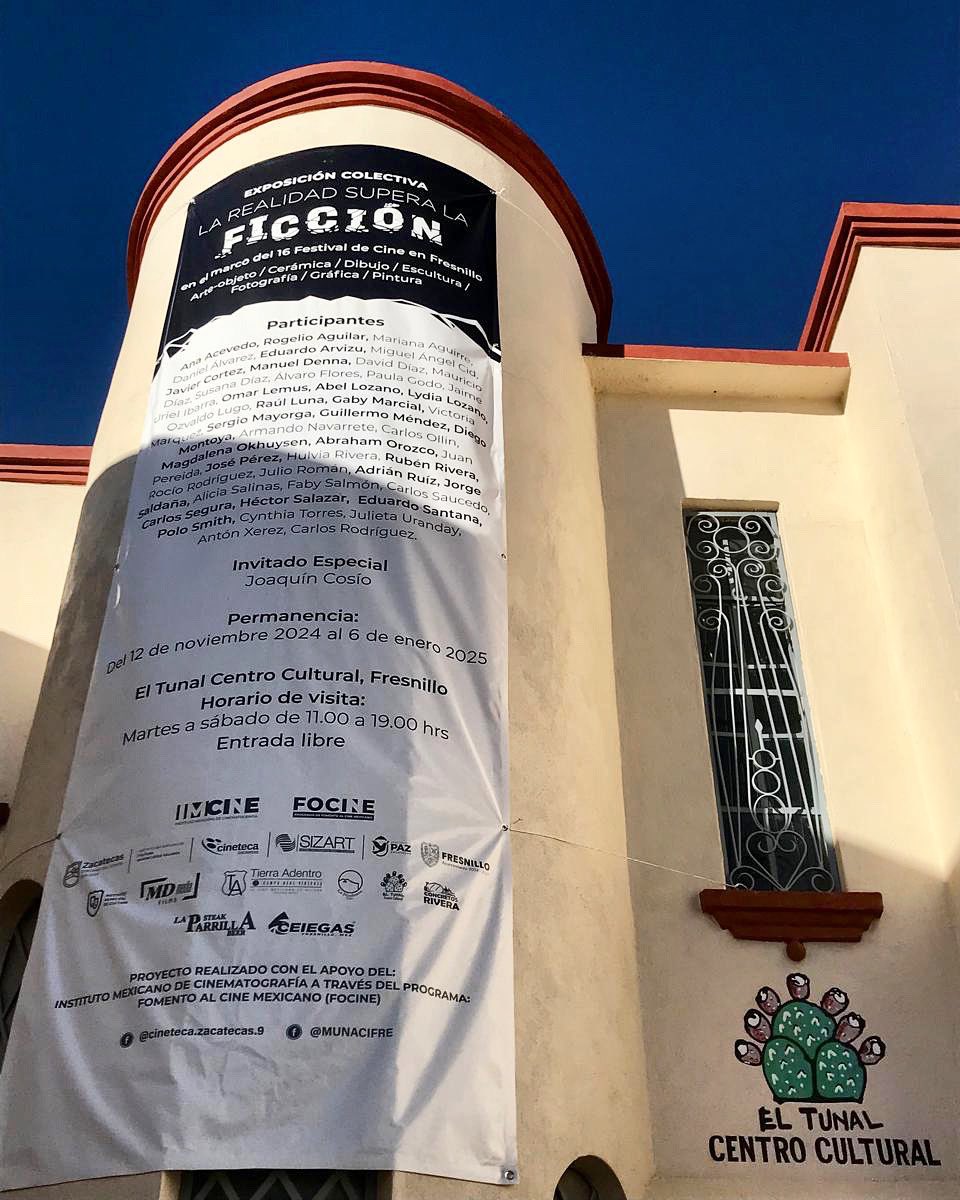 EXPOSICIÓN COLECTIVA
LA REALIDAD SUPERA LA
FICCIÓN
en el marco del 16 Festival de Cine en Fresnillo
Arte-objeto / Cerámica / Dibujo / Escultura /
Fotografía / Gráfica / Pintura
Participantes
Ana Acevedo, Rogelio Aguilar, Mariana Aguirre,
Daniel Álvarez, Eduardo Arvizu, Miguel Ángel Cid,
Javier Cortez, Manuel Denna, David Díaz, Mauricio
Díaz, Susana Díaz, Álvaro Flores, Paula Godo, Jaime
Uriel Ibarra, Omar Lemus, Abel Lozano, Lydia Lozano,
Ozvaldo Lugo, Raúl Luna, Gaby Marcial, Victoria
Márquez, Sergio Mayorga, Guillermo Méndez, Diego
Montoya, Armando Navarrete, Carlos Ollin,
Magdalena Okhuysen, Abraham Orozco, Juan
Pereida, José Pérez, Hulvia Rivera, Rubén Rivera,
Rocío Rodríguez, Julio Román, Adrián Ruíz, Jorge
Saldaña, Alicia Salinas, Faby Salmón, Carlos Saucedo,
Carlos Segura, Héctor Salazar, Eduardo Santana,
Polo Smith, Cynthia Torres, Julieta Uranday,
Antón Xerez, Carlos Rodríguez.
Invitado Especial
Joaquín Cosío
Permanencia:
Del 12 de noviembre 2024 al 6 de enero 2025
El Tunal Centro Cultural, Fresnillo
Horario de visita:
Martes a sábado de 11.00 a 19.00 hrs
Entrada libre
IMCINE FOCINE
Zacatecas cineteca SIZART PAZ FRESNILLO
MD FILMS TA Tierra Adentro EL TUNAL CONCRETOS RIVERA
LA PARRILLA STEAK BEER CEIEGAS
PROYECTO REALIZADO CON EL APOYO DEL:
INSTITUTO MEXICANO DE CINEMATOGRAFÍA A TRAVÉS DEL PROGRAMA:
FOMENTO AL CINE MEXICANO (FOCINE)
@cineteca.zacatecas.9 @MUNACIFRE
EL TUNAL
CENTRO CULTURAL